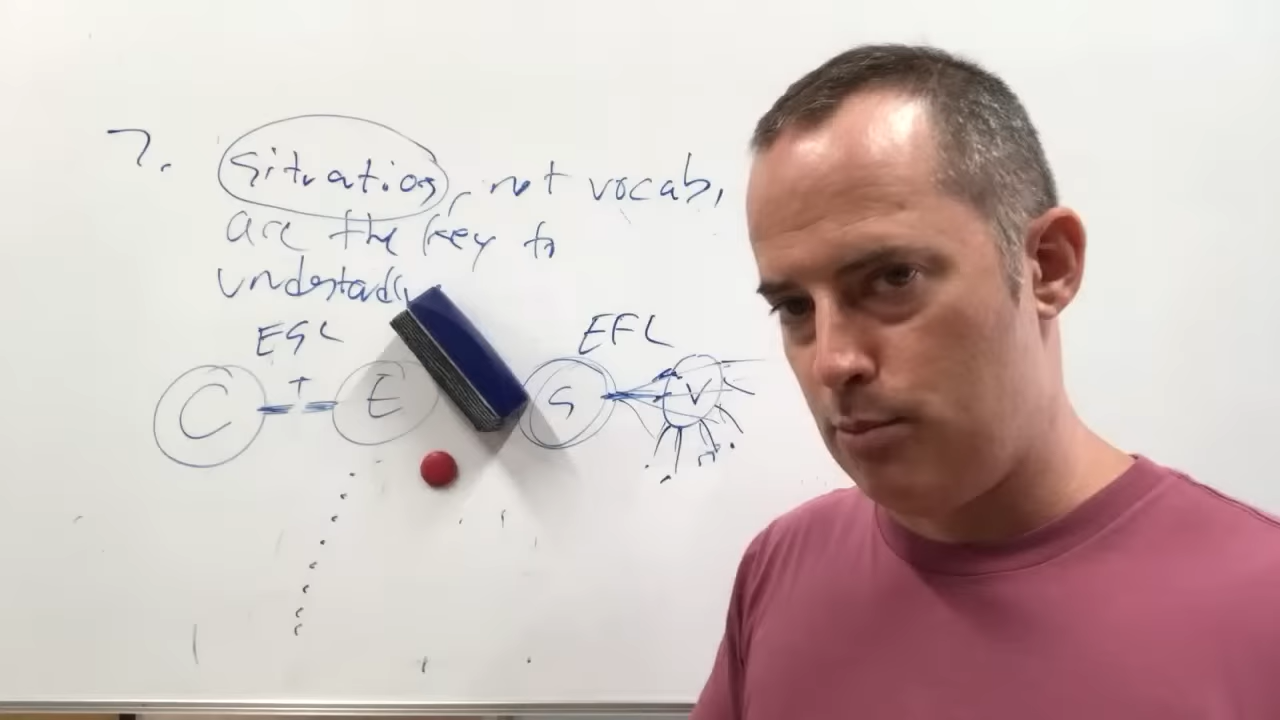 7. Situations, not vocab,
are the key to
ESL EFL
C T E S V